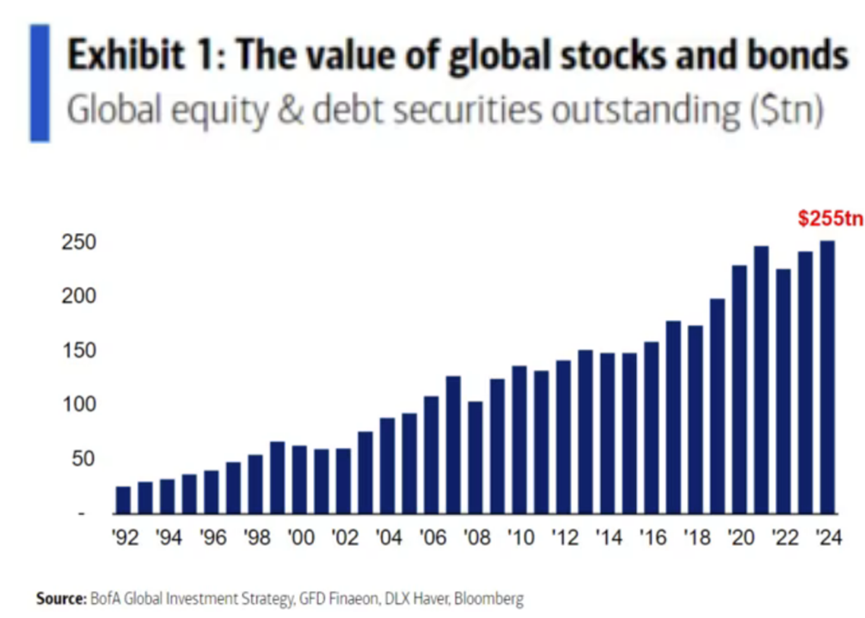 Exhibit 1: The value of global stocks and bonds
Global equity & debt securities outstanding ($tn)
$255tn
250
200
150
100
50
-
'92 '94 '96 '98 '00 '02 '04 '06 '08 '10 '12 '14 '16 '18 '20 '22 '24
Source: BofA Global Investment Strategy, GFD Finaeon, DLX Haver, Bloomberg